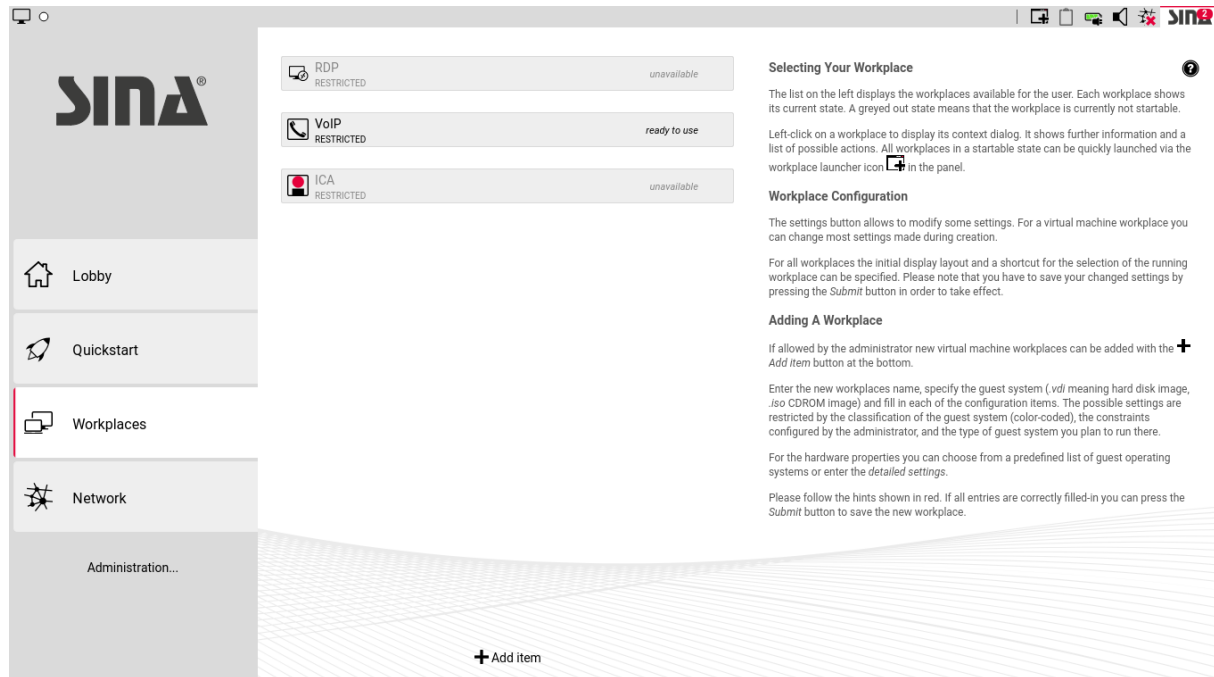 SINA 2
SINA®
Lobby
Quickstart
Workplaces
Network
Administration...
RDP
RESTRICTED
unavailable
VoIP
RESTRICTED
ready to use
ICA
RESTRICTED
unavailable
Add item
Selecting Your Workplace
The list on the left displays the workplaces available for the user. Each workplace shows
its current state. A greyed out state means that the workplace is currently not startable.
Left-click on a workplace to display its context dialog. It shows further information and a
list of possible actions. All workplaces in a startable state can be quickly launched via the
workplace launcher icon in the panel.
Workplace Configuration
The settings button allows to modify some settings. For a virtual machine workplace you
can change most settings made during creation.
For all workplaces the initial display layout and a shortcut for the selection of the running
workplace can be specified. Please note that you have to save your changed settings by
pressing the Submit button in order to take effect.
Adding A Workplace
If allowed by the administrator new virtual machine workplaces can be added with the
Add item button at the bottom.
Enter the new workplaces name, specify the guest system (.vdi meaning hard disk image,
.iso CDROM image) and fill in each of the configuration items. The possible settings are
restricted by the classification of the guest system (color-coded), the constraints
configured by the administrator, and the type of guest system you plan to run there.
For the hardware properties you can choose from a predefined list of guest operating
systems or enter the detailed settings.
Please follow the hints shown in red. If all entries are correctly filled-in you can press the
Submit button to save the new workplace.